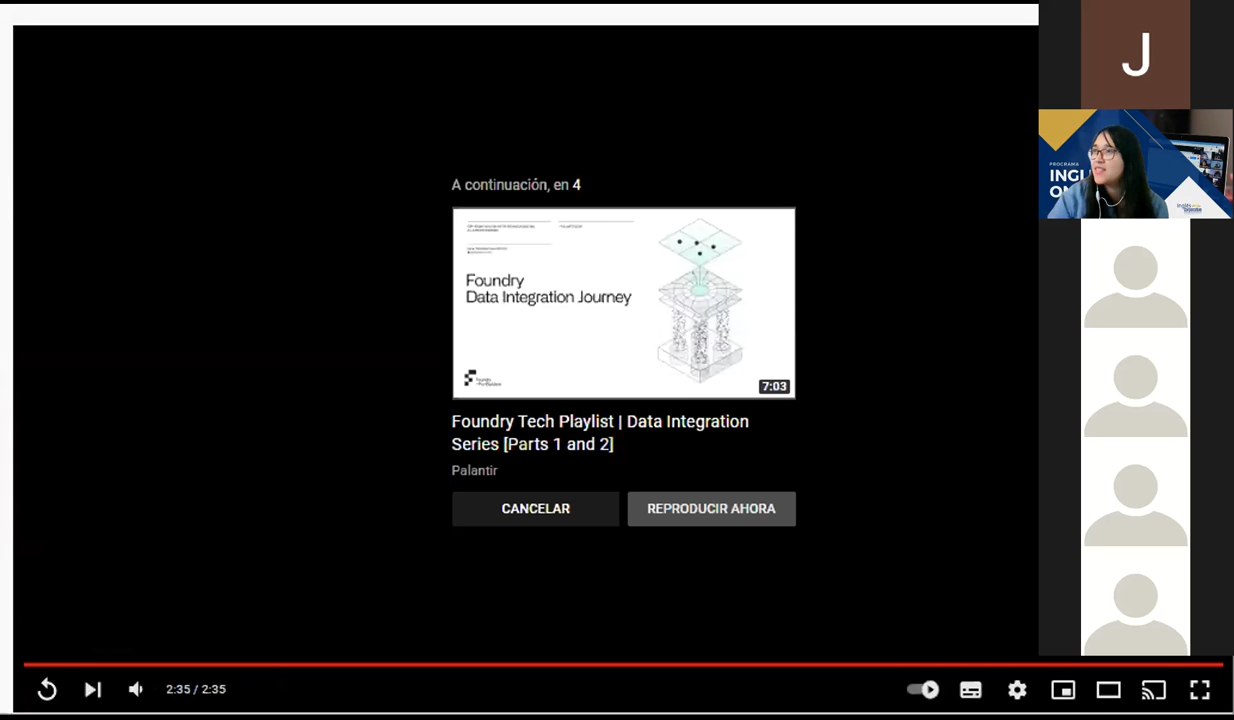 J
PROGRAMA
A continuación, en 4
Foundry
Data Integration Journey
7:03
Foundry Tech Playlist | Data Integration
Series [Parts 1 and 2]
Palantir
CANCELAR
REPRODUCIR AHORA
2:35 / 2:35